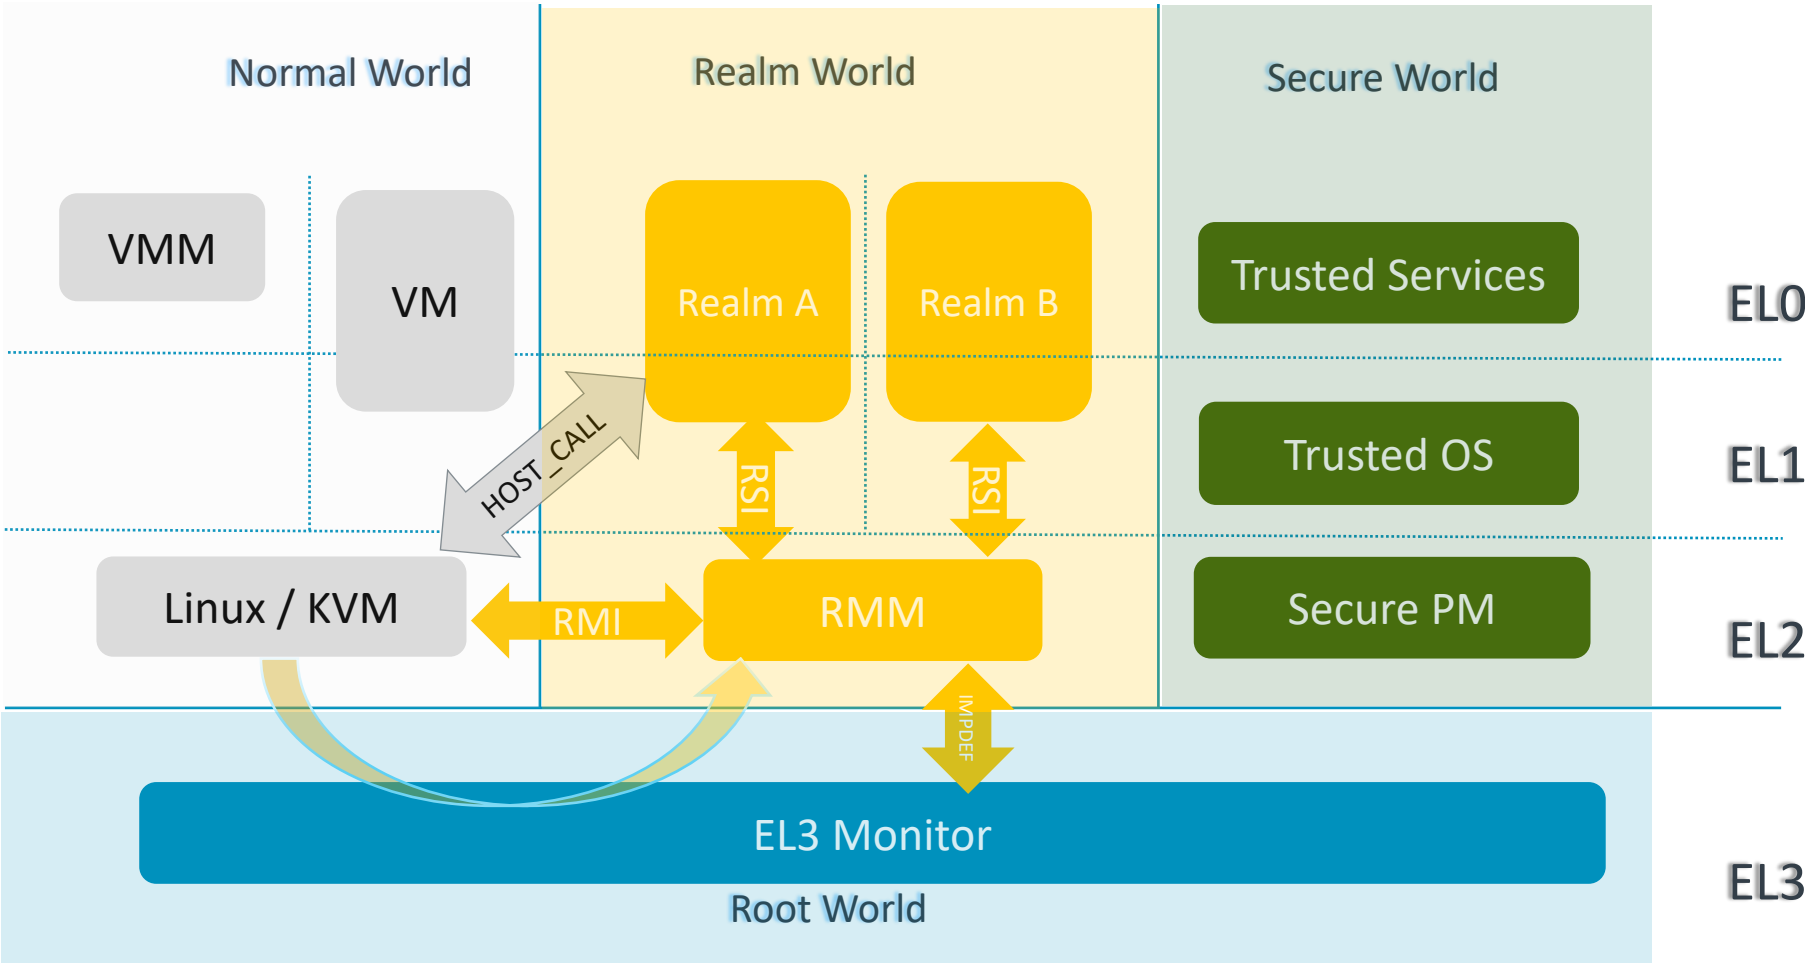 Normal World
Realm World
Secure World
VMM
VM
Realm A
Realm B
Trusted Services
EL0
HOST_CALL
RSI
RSI
Trusted OS
EL1
Linux / KVM
RMI
RMM
Secure PM
EL2
IMPDEF
EL3 Monitor
Root World
EL3